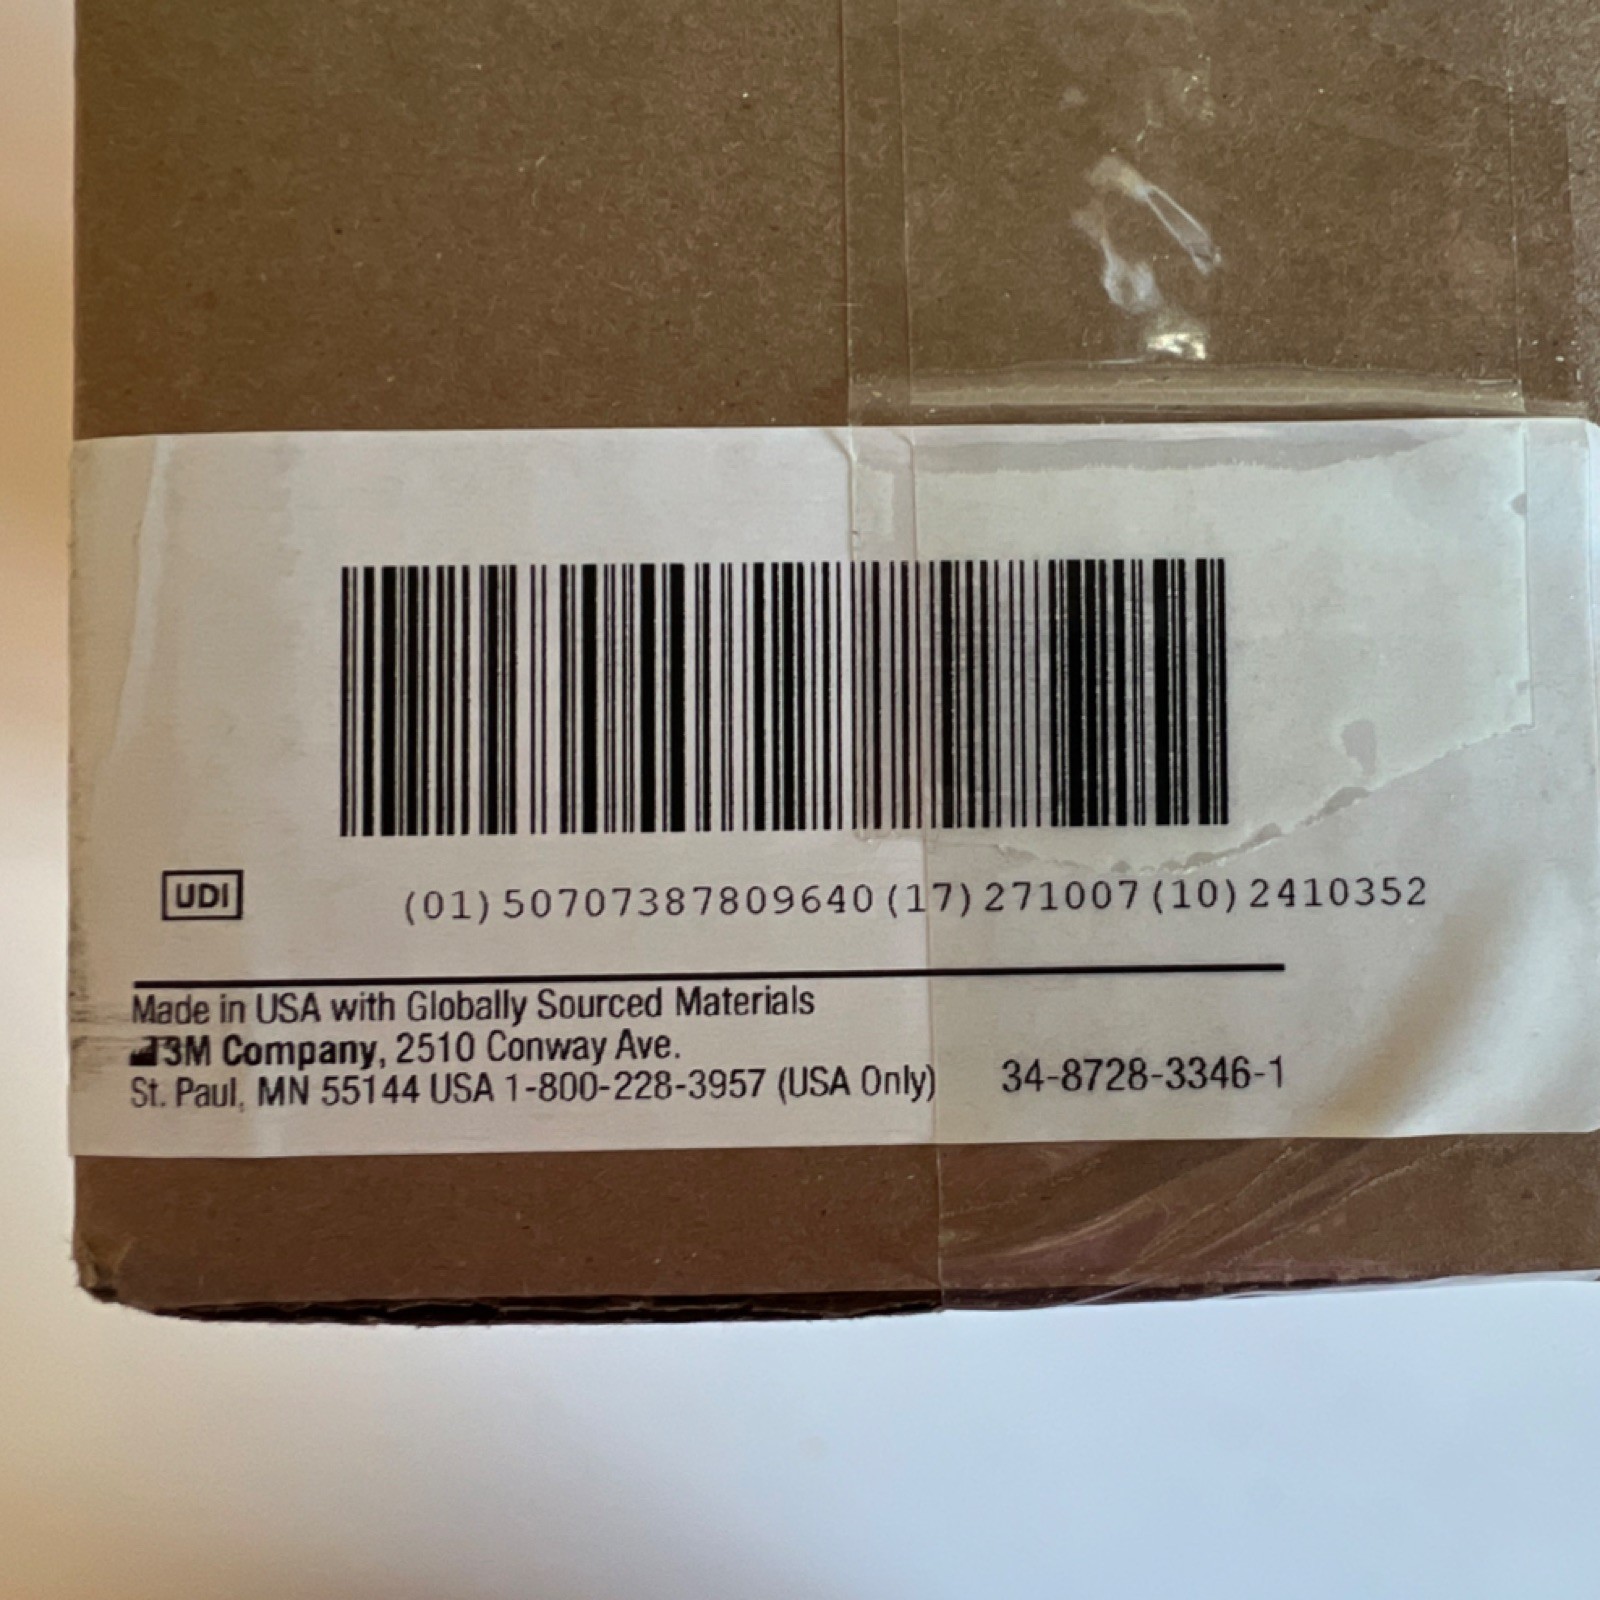 UDI (01)50707387809640(17)271007(10)2410352
Made in USA with Globally Sourced Materials
3M Company, 2510 Conway Ave.
St. Paul, MN 55144 USA 1-800-228-3957 (USA Only) 34-8728-3346-1